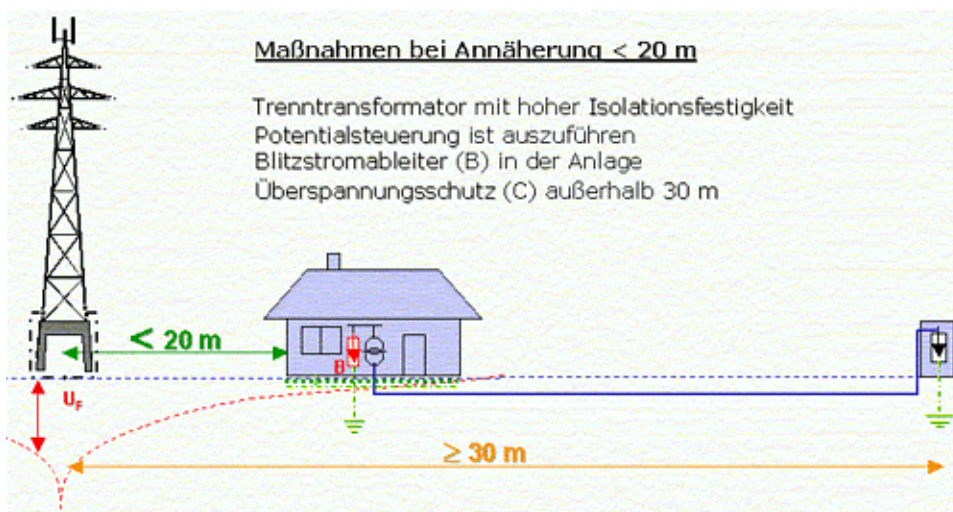 Maßnahmen bei Annäherung < 20 m
Trenntransformator mit hoher Isolationsfestigkeit
Potentialsteuerung ist auszuführen
Blitzstromableiter (B) in der Anlage
Überspannungsschutz (C) außerhalb 30 m
< 20 m
B
UF
≥ 30 m